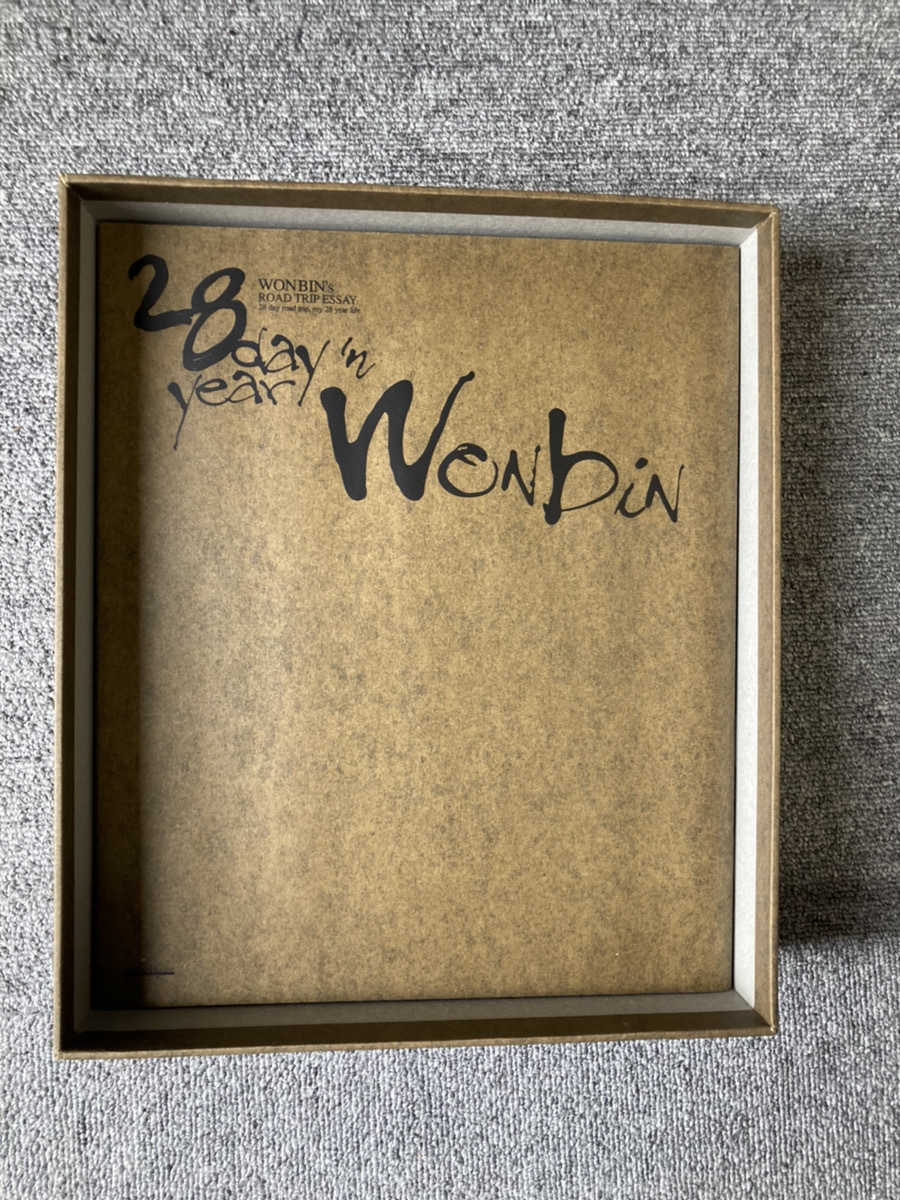 28
WONBIN's
ROAD TRIP ESSAY
28 day road trip, my 28 year life
day 'n
year
Wonbin